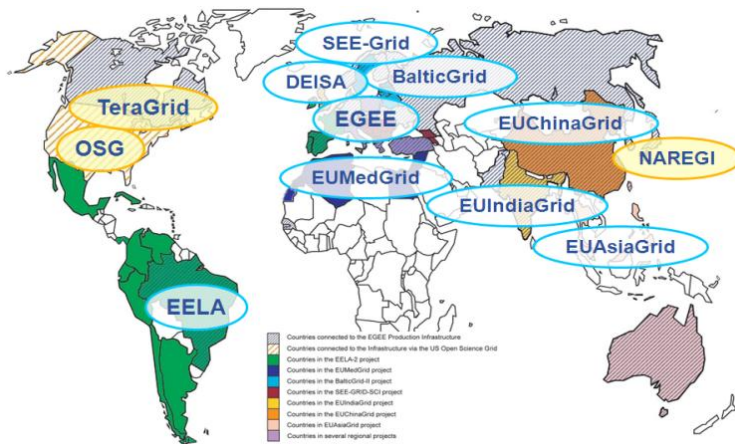 SEE-Grid
DEISA
BalticGrid
TeraGrid
EGEE
EUChinaGrid
OSG
NAREGI
EUMedGrid
EUIndiaGrid
EUAsiaGrid
EELA
Countries connected to the EGEE Production Infrastructure
Countries connected to the Infrastructure via the US Open Science Grid
Countries in the EELA-2 project
Countries in the EUMedGrid project
Countries in the BalticGrid-II project
Countries in the SEE-GRID-SCI project
Countries in the EUIndiaGrid project
Countries in the EUChinaGrid project
Countries in EUAsiaGrid project
Countries in several regional projects